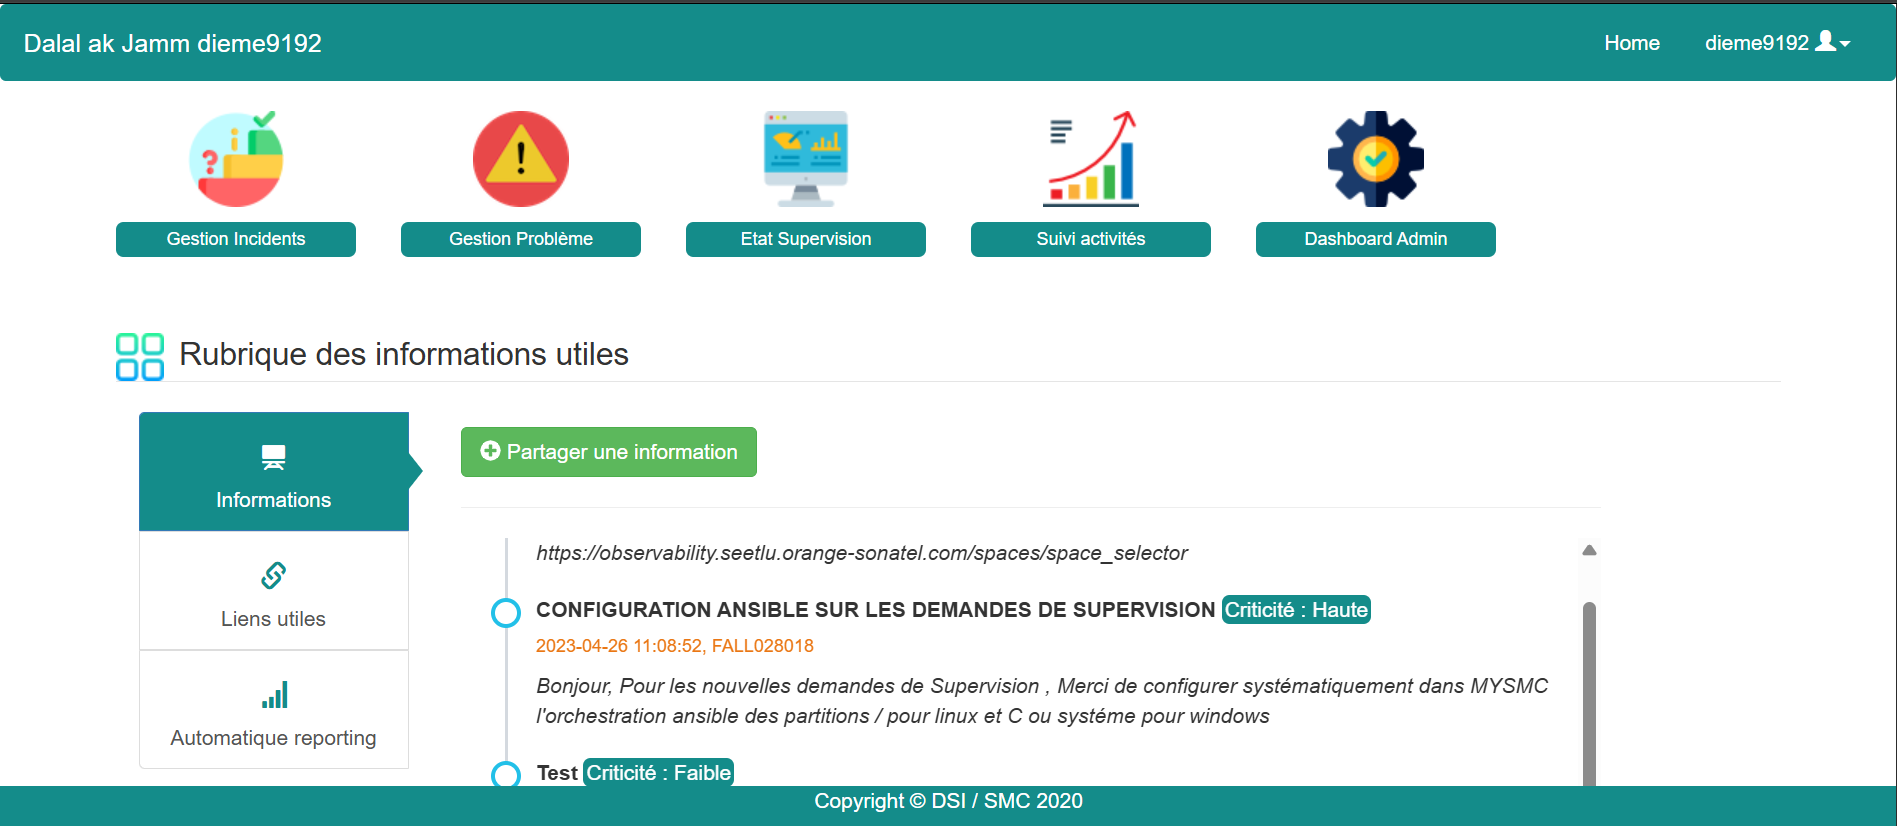 Dalal ak Jamm dieme9192
Home
dieme9192
Gestion Incidents
Gestion Problème
Etat Supervision
Suivi activités
Dashboard Admin
Rubrique des informations utiles
Informations
Liens utiles
Automatique reporting
Partager une information
https://observability.seetlu.orange-sonatel.com/spaces/space_selector
CONFIGURATION ANSIBLE SUR LES DEMANDES DE SUPERVISION Criticité : Haute
2023-04-26 11:08:52, FALL028018
Bonjour, Pour les nouvelles demandes de Supervision , Merci de configurer systématiquement dans MYSMC
l'orchestration ansible des partitions / pour linux et C ou systéme pour windows
Test Criticité : Faible
Copyright © DSI / SMC 2020